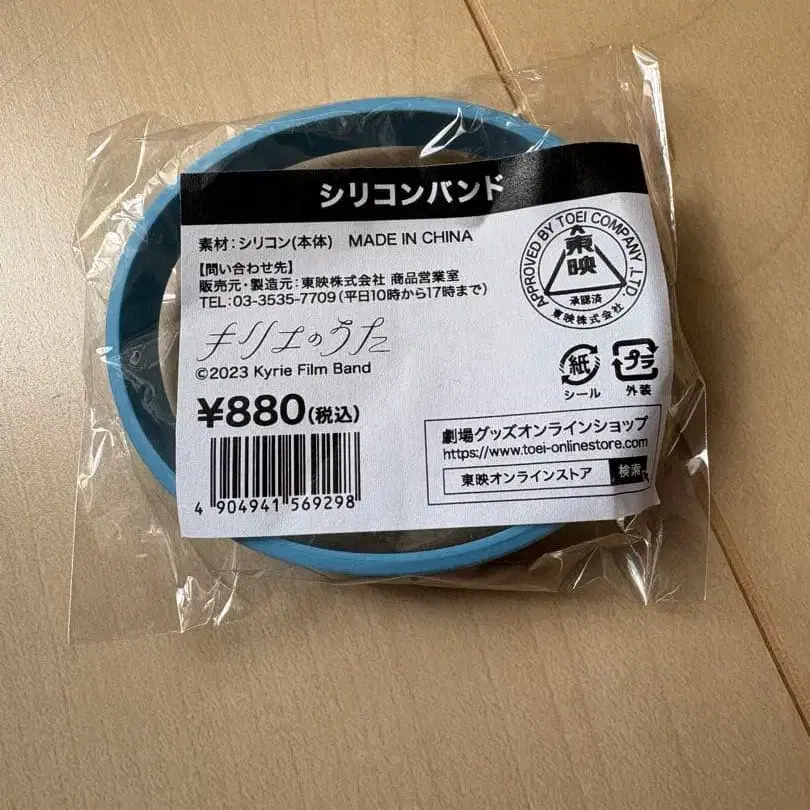 シリコンバンド
素材：シリコン(本体)　MADE IN CHINA
【問い合わせ先】
販売元・製造元：東映株式会社 商品営業室
TEL：03-3535-7709（平日10時から17時まで）
キリエのうた
©2023 Kyrie Film Band
¥880(税込)
4 904941 569298
APPROVED BY TOEI COMPANY, LTD.
東映
承認済
東映株式会社
紙
シール
プラ
外装
劇場グッズオンラインショップ
https://www.toei-onlinestore.com/
東映オンラインストア 検索